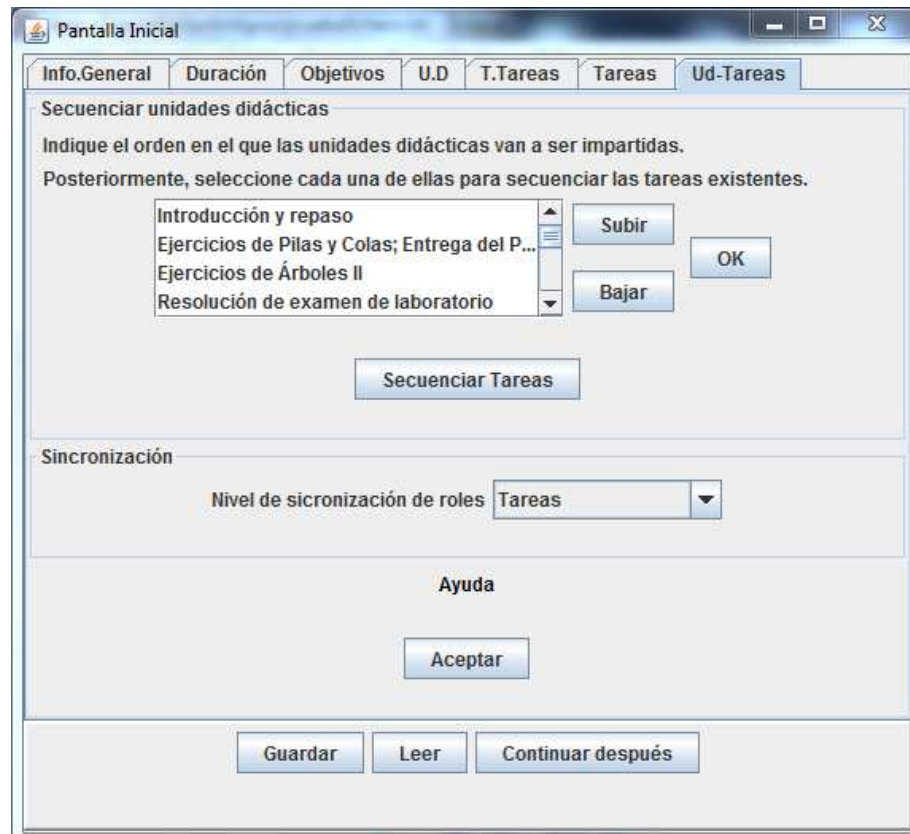 Pantalla Inicial
Info.General Duración Objetivos U.D T.Tareas Tareas Ud-Tareas
Secuenciar unidades didácticas
Indique el orden en el que las unidades didácticas van a ser impartidas.
Posteriormente, seleccione cada una de ellas para secuenciar las tareas existentes.
Introducción y repaso
Ejercicios de Pilas y Colas; Entrega del P...
Ejercicios de Árboles II
Resolución de examen de laboratorio
Subir
Bajar
OK
Secuenciar Tareas
Sincronización
Nivel de sicronización de roles Tareas
Ayuda
Aceptar
Guardar Leer Continuar después